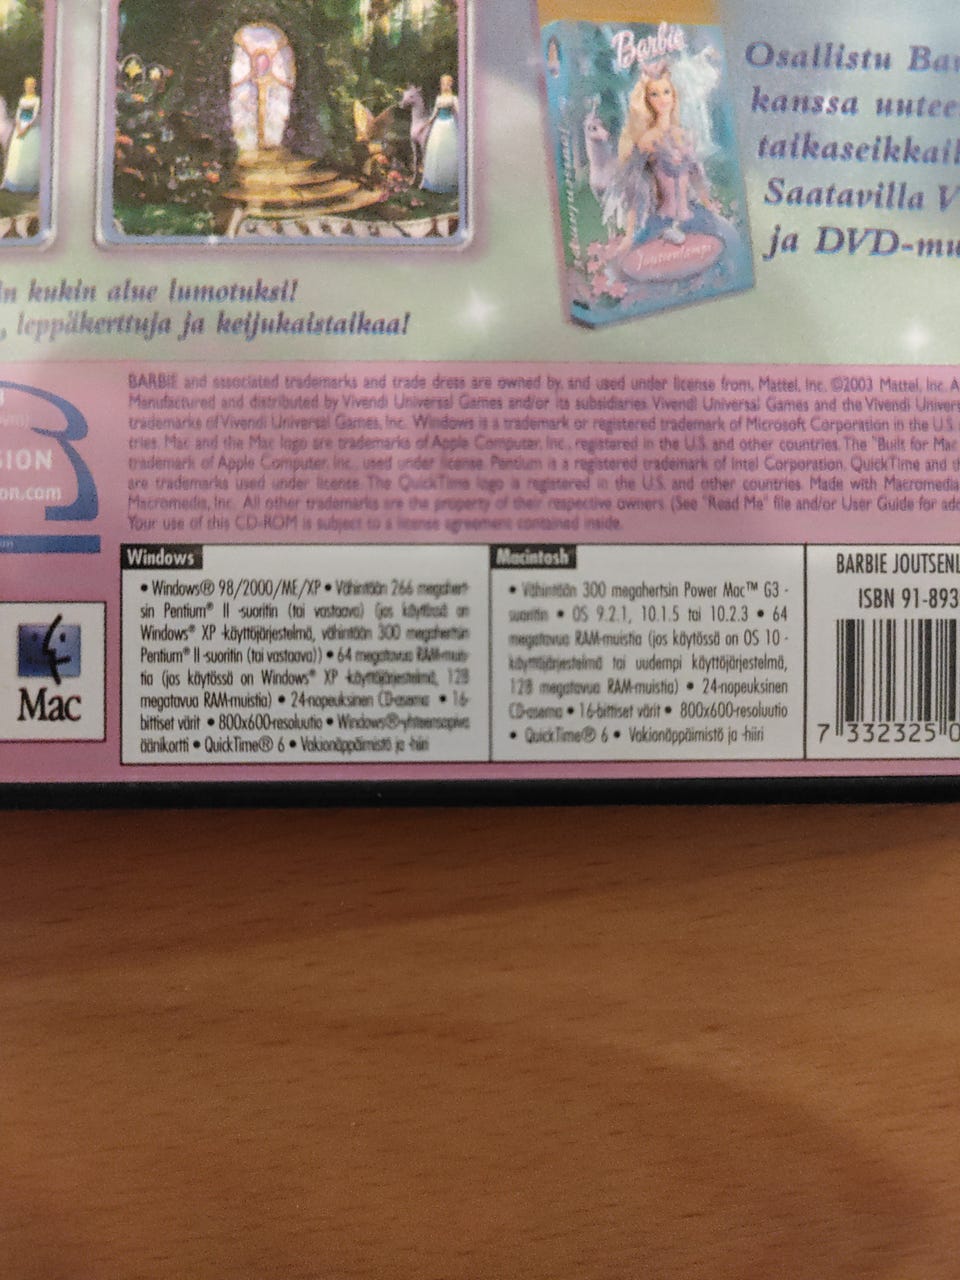 Barbie
Joutsenlampi
Osallistu
kanssa
Saatavilla
ja DVD-
kukin alue lumotuksi!
, leppäkerttuja ja keijukaistaikaa!
BARBIE and associated trademarks and trade dress are owned by, and used under license from, Mattel, Inc. ©2003 Mattel, Inc. A
Manufactured and distributed by Vivendi Universal Games and/or its subsidiaries. Vivendi Universal Games and the Vivendi
trademarks of Vivendi Universal Games, Inc. Windows is a trademark or registered trademark of Microsoft Corporation in the U.S.
tries. Mac and the Mac logo are trademarks of Apple Computer, Inc., registered in the U.S. and other countries. The "Built for Mac
trademark of Apple Computer, Inc., used under license. Pentium is a registered trademark of Intel Corporation. QuickTime and
are trademarks used under license. The QuickTime logo is registered in the U.S. and other countries. Made with Macromedia
Macromedia, Inc. All other trademarks are the property of their respective owners. (See "Read Me" file and/or User Guide for
Your use of this CD-ROM is subject to a license agreement contained inside.
SION
on.com
Mac
Windows
• Windows® 98/2000/ME/XP • Vähintään 266 megahert-
sin Pentium® II -suoritin (tai vastaava) (jos käytössä on
Windows® XP -käyttöjärjestelmä, vähintään 300 megahertsin
Pentium® II -suoritin (tai vastaava)) • 64 megatavua RAM-muis-
tia (jos käytössä on Windows® XP -käyttöjärjestelmä, 128
megatavua RAM-muistia) • 24-nopeuksinen CD-asema • 16-
bittiset värit • 800x600-resoluutio • Windows®-yhteensopiva
äänikortti • QuickTime® 6 • Vakionäppäimistö ja -hiiri
Macintosh
• Vähintään 300 megahertsin Power Mac™ G3 -
suoritin • OS 9.2.1, 10.1.5 tai 10.2.3 • 64
megatavua RAM-muistia (jos käytössä on OS 10 -
käyttöjärjestelmä tai uudempi käyttöjärjestelmä,
128 megatavua RAM-muistia) • 24-nopeuksinen
CD-asema • 16-bittiset värit • 800x600-resoluutio
• QuickTime® 6 • Vakionäppäimistö ja -hiiri
BARBIE JOUTSENL
ISBN 91-893
7 332325 0